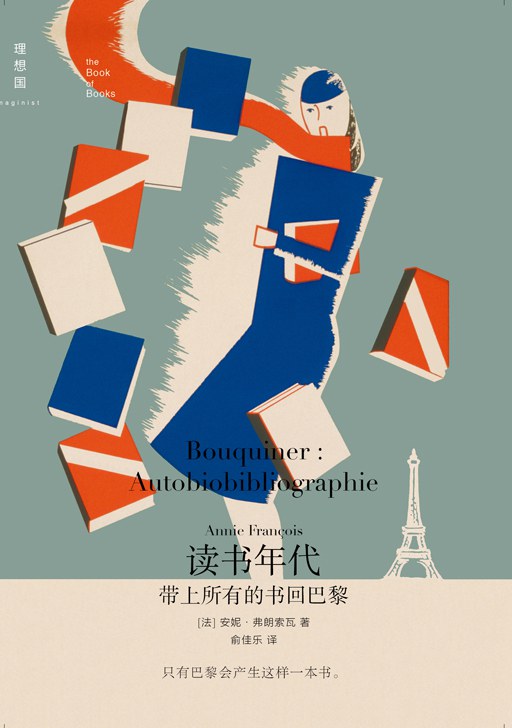 理
想
国
naginist
the
Book
of
Books
Bouquiner :
Autobiobibliographie
Annie François
读书年代
带上所有的书回巴黎
[法] 安妮 · 弗朗索瓦 著
俞佳乐 译
只有巴黎会产生这样一本书。